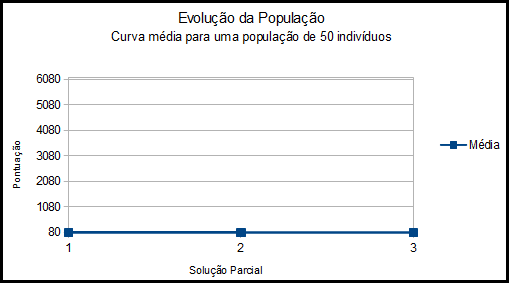 Evolução da População
Curva média para uma população de 50 indivíduos
Pontuação
6080
5080
4080
3080
2080
1080
80
1 2 3
Solução Parcial
Média